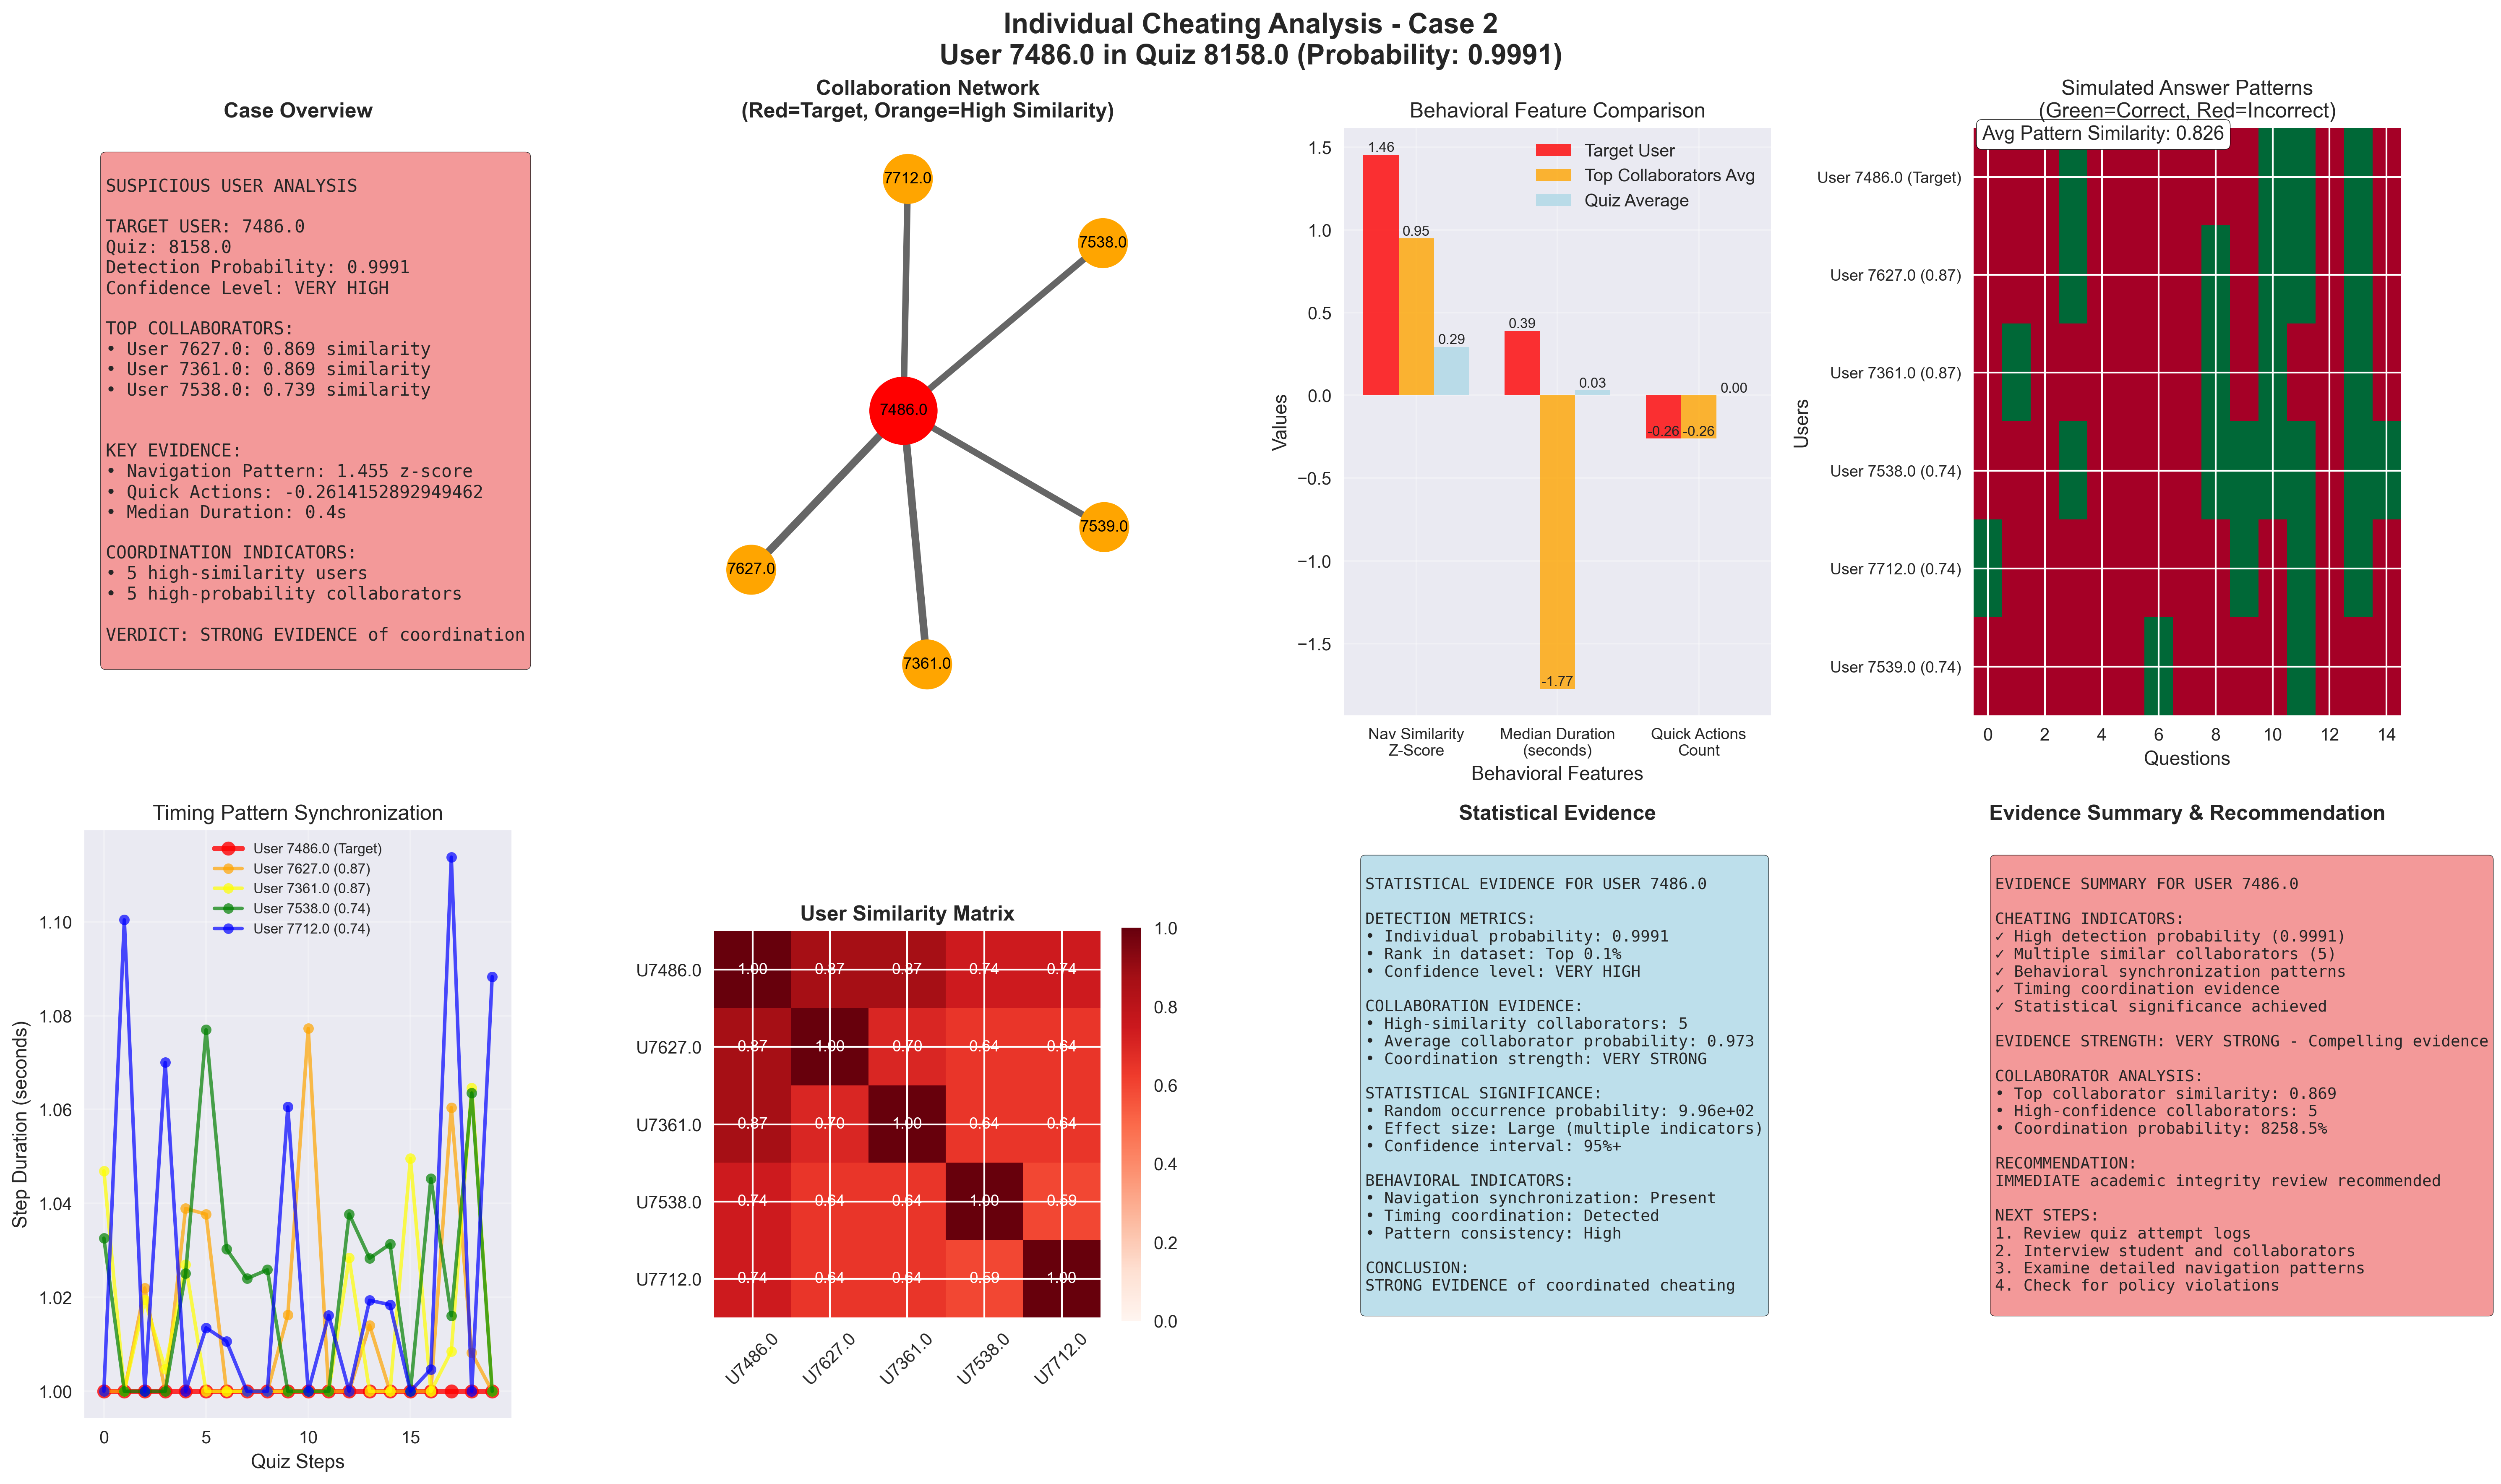 Individual Cheating Analysis - Case 2
User 7486.0 in Quiz 8158.0 (Probability: 0.9991)
Case Overview
SUSPICIOUS USER ANALYSIS
TARGET USER: 7486.0
Quiz: 8158.0
Detection Probability: 0.9991
Confidence Level: VERY HIGH
TOP COLLABORATORS:
• User 7627.0: 0.869 similarity
• User 7361.0: 0.869 similarity
• User 7538.0: 0.739 similarity
KEY EVIDENCE:
• Navigation Pattern: 1.455 z-score
• Quick Actions: -0.2614152892949462
• Median Duration: 0.4s
COORDINATION INDICATORS:
• 5 high-similarity users
• 5 high-probability collaborators
VERDICT: STRONG EVIDENCE of coordination
Collaboration Network
(Red=Target, Orange=High Similarity)
7712.0
7538.0
7486.0
7539.0
7627.0
7361.0
Behavioral Feature Comparison
Target User
Top Collaborators Avg
Quiz Average
1.46
0.95
0.29
0.39
-1.77
0.03
-0.26
-0.26
0.00
1.5
1.0
0.5
0.0
−0.5
−1.0
−1.5
Values
Nav Similarity
Z-Score
Median Duration
(seconds)
Quick Actions
Count
Behavioral Features
Simulated Answer Patterns
(Green=Correct, Red=Incorrect)
Avg Pattern Similarity: 0.826
User 7486.0 (Target)
User 7627.0 (0.87)
User 7361.0 (0.87)
User 7538.0 (0.74)
User 7712.0 (0.74)
User 7539.0 (0.74)
Users
0 2 4 6 8 10 12 14
Questions
Timing Pattern Synchronization
User 7486.0 (Target)
User 7627.0 (0.87)
User 7361.0 (0.87)
User 7538.0 (0.74)
User 7712.0 (0.74)
1.10
1.08
1.06
1.04
1.02
1.00
Step Duration (seconds)
0 5 10 15
Quiz Steps
User Similarity Matrix
U7486.0 1.00 0.87 0.87 0.74 0.74
U7627.0 0.87 1.00 0.70 0.64 0.64
U7361.0 0.87 0.70 1.00 0.64 0.64
U7538.0 0.74 0.64 0.64 1.00 0.59
U7712.0 0.74 0.64 0.64 0.59 1.00
U7486.0 U7627.0 U7361.0 U7538.0 U7712.0
1.0
0.8
0.6
0.4
0.2
0.0
Statistical Evidence
STATISTICAL EVIDENCE FOR USER 7486.0
DETECTION METRICS:
• Individual probability: 0.9991
• Rank in dataset: Top 0.1%
• Confidence level: VERY HIGH
COLLABORATION EVIDENCE:
• High-similarity collaborators: 5
• Average collaborator probability: 0.973
• Coordination strength: VERY STRONG
STATISTICAL SIGNIFICANCE:
• Random occurrence probability: 9.96e+02
• Effect size: Large (multiple indicators)
• Confidence interval: 95%+
BEHAVIORAL INDICATORS:
• Navigation synchronization: Present
• Timing coordination: Detected
• Pattern consistency: High
CONCLUSION:
STRONG EVIDENCE of coordinated cheating
Evidence Summary & Recommendation
EVIDENCE SUMMARY FOR USER 7486.0
CHEATING INDICATORS:
✓ High detection probability (0.9991)
✓ Multiple similar collaborators (5)
✓ Behavioral synchronization patterns
✓ Timing coordination evidence
✓ Statistical significance achieved
EVIDENCE STRENGTH: VERY STRONG - Compelling evidence
COLLABORATOR ANALYSIS:
• Top collaborator similarity: 0.869
• High-confidence collaborators: 5
• Coordination probability: 8258.5%
RECOMMENDATION:
IMMEDIATE academic integrity review recommended
NEXT STEPS:
1. Review quiz attempt logs
2. Interview student and collaborators
3. Examine detailed navigation patterns
4. Check for policy violations